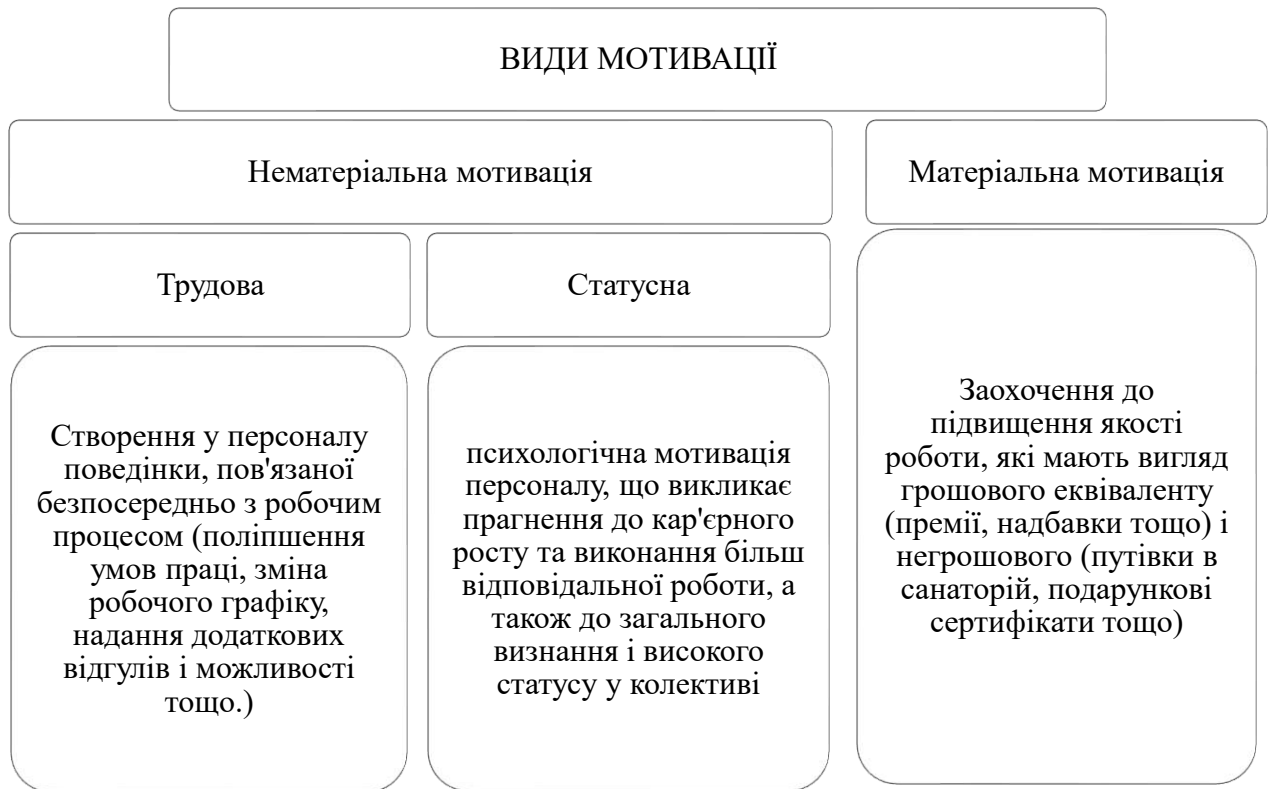 ВИДИ МОТИВАЦІЇ
Нематеріальна мотивація
Матеріальна мотивація
Трудова
Статусна
Створення у персоналу
поведінки, пов'язаної
безпосередньо з робочим
процесом (поліпшення
умов праці, зміна
робочого графіку,
надання додаткових
відгулів і можливості
тощо.)
психологічна мотивація
персоналу, що викликає
прагнення до кар'єрного
росту та виконання більш
відповідальної роботи, а
також до загального
визнання і високого
статусу у колективі
Заохочення до
підвищення якості
роботи, які мають вигляд
грошового еквіваленту
(премії, надбавки тощо) і
негрошового (путівки в
санаторій, подарункові
сертифікати тощо)